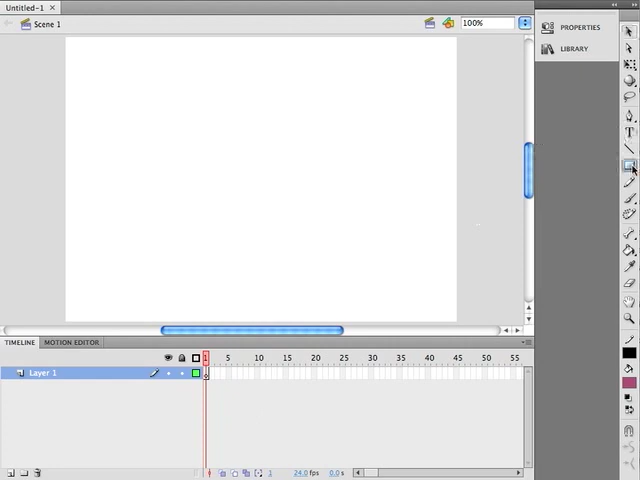 Untitled-1
Scene 1
100%
PROPERTIES
LIBRARY
TIMELINE
MOTION EDITOR
1 5 10 15 20 25 30 35 40 45 50 55
Layer 1
1 24.0 fps 0.0 s